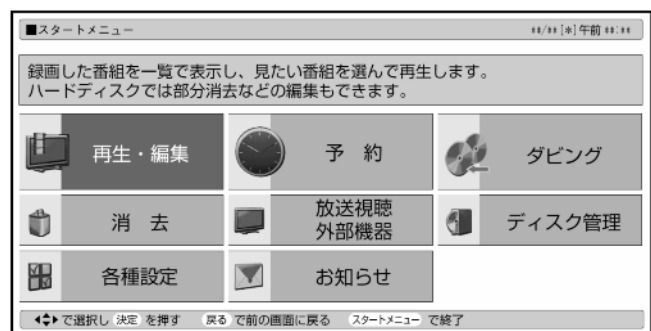 ■スタートメニュー
**/**[*]午前 **:**
録画した番組を一覧で表示し、見たい番組を選んで再生します。
ハードディスクでは部分消去などの編集もできます。
再生・編集
予 約
ダビング
消 去
放送視聴
外部機器
ディスク管理
各種設定
お知らせ
で選択し 決定 を押す 戻る で前の画面に戻る スタートメニュー で終了